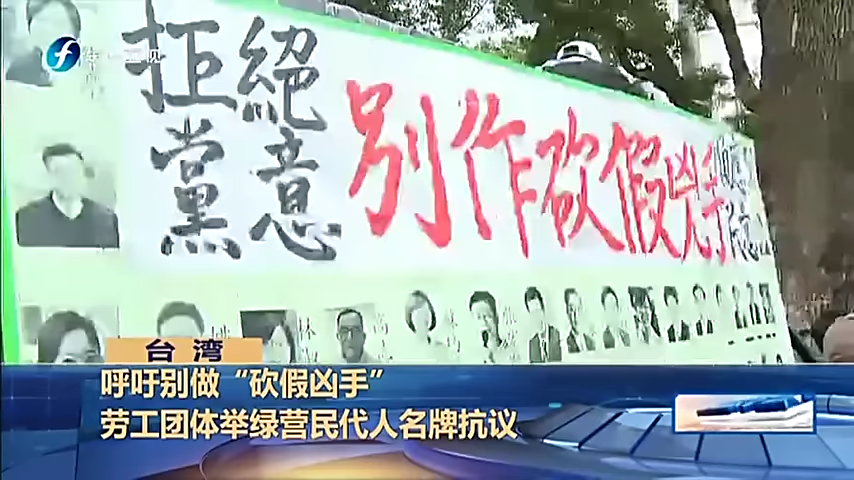 拒絕
黨意
別作砍假凶手
台湾
呼吁别做“砍假凶手”
劳工团体举绿营民代人名牌抗议